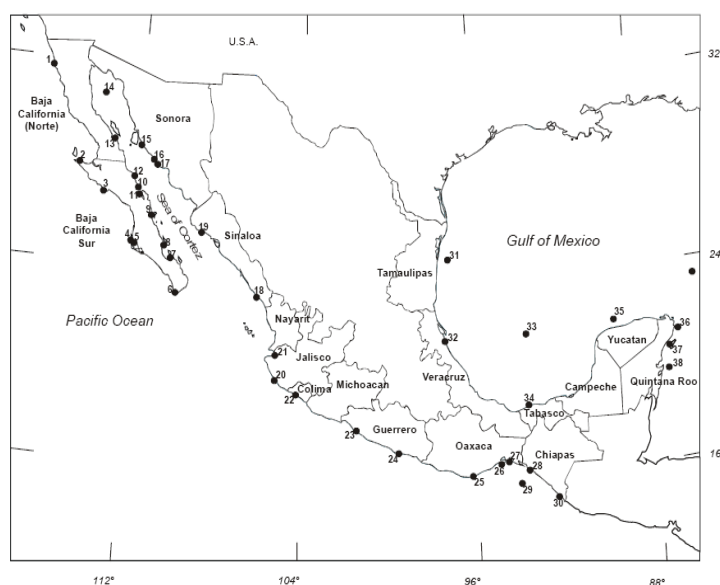 U.S.A.
32
1
14
Baja
California
(Norte)
Sonora
13
15
16
17
2
12
10
3
11
9
Sea of Cortez
Baja
California
Sur
4
5
8
7
19
Sinaloa
Gulf of Mexico
24
31
Tamaulipas
6
18
Pacific Ocean
Nayarit
35
36
33
32
Yucatan
37
21
Jalisco
38
20
Colima
Michoacan
Veracruz
Campeche
Quintana Roo
22
34
Tabasco
23
Guerrero
24
Oaxaca
Chiapas
16
27
26
28
25
29
30
112°
104°
96°
88°